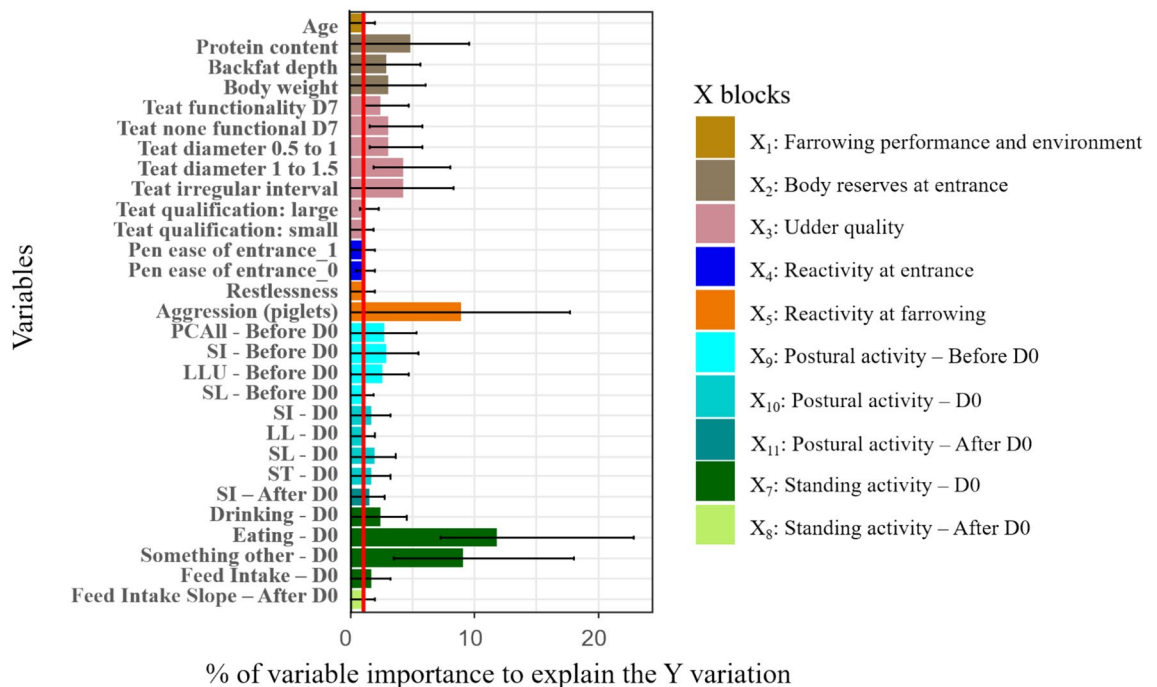 Variables
Age
Protein content
Backfat depth
Body weight
Teat functionality D7
Teat none functional D7
Teat diameter 0.5 to 1
Teat diameter 1 to 1.5
Teat irregular interval
Teat qualification: large
Teat qualification: small
Pen ease of entrance_1
Pen ease of entrance_0
Restlessness
Aggression (piglets)
PCAll - Before D0
SI - Before D0
LLU - Before D0
SL - Before D0
SI - D0
LL - D0
SL - D0
ST - D0
SI – After D0
Drinking - D0
Eating - D0
Something other - D0
Feed Intake – D0
Feed Intake Slope – After D0
0 10 20
% of variable importance to explain the Y variation
X blocks
X₁: Farrowing performance and environment
X₂: Body reserves at entrance
X₃: Udder quality
X₄: Reactivity at entrance
X₅: Reactivity at farrowing
X₉: Postural activity – Before D0
X₁₀: Postural activity – D0
X₁₁: Postural activity – After D0
X₇: Standing activity – D0
X₈: Standing activity – After D0